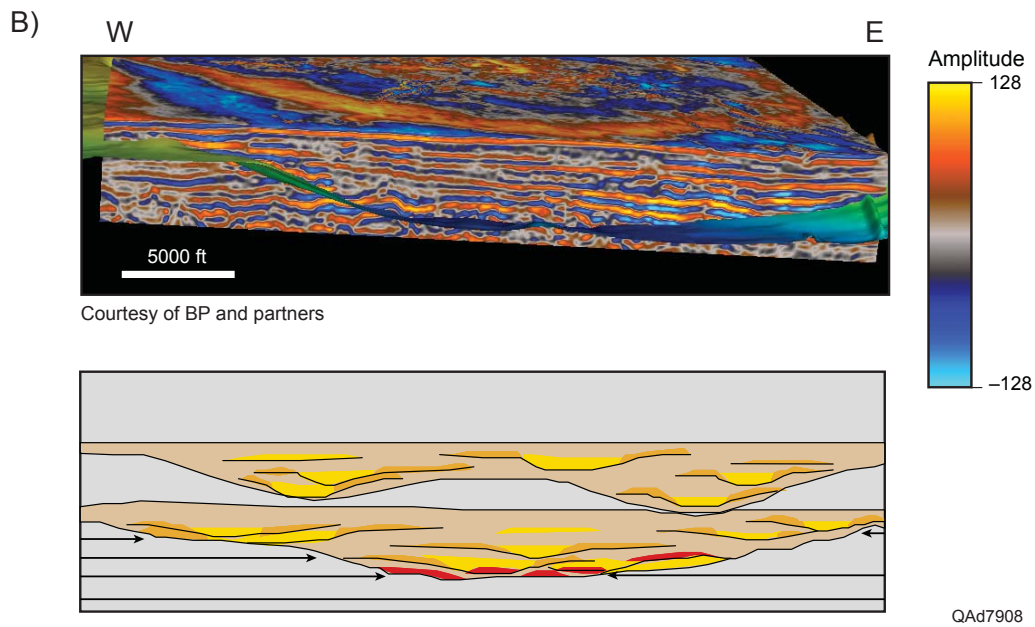 B)
W
E
Amplitude
128
5000 ft
Courtesy of BP and partners
–128
QAd7908